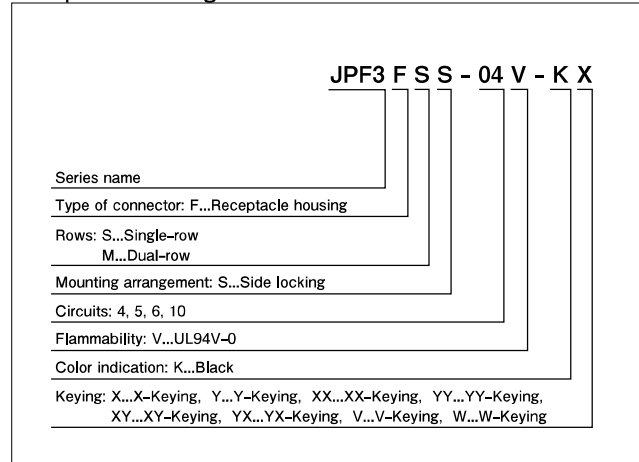 JPF3 F S S - 04 V - K X
Series name
Type of connector: F...Receptacle housing
Rows: S...Single-row
M...Dual-row
Mounting arrangement: S...Side locking
Circuits: 4, 5, 6, 10
Flammability: V...UL94V-0
Color indication: K...Black
Keying: X...X-Keying, Y...Y-Keying, XX...XX-Keying, YY...YY-Keying,
XY...XY-Keying, YX...YX-Keying, V...V-Keying, W...W-Keying